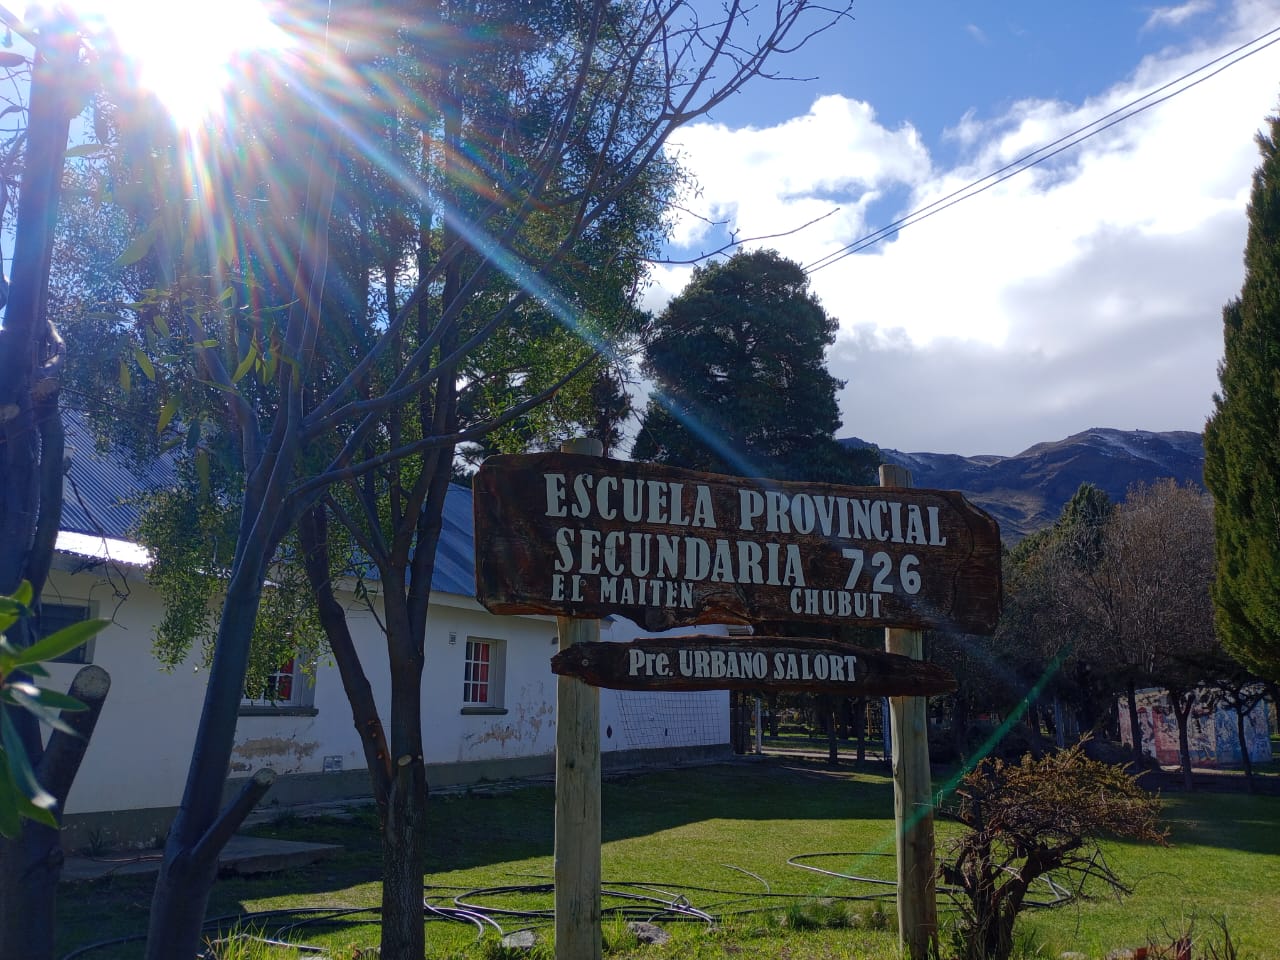 ESCUELA PROVINCIAL
SECUNDARIA 726
EL MAITEN CHUBUT
Pre. URBANO SALORT